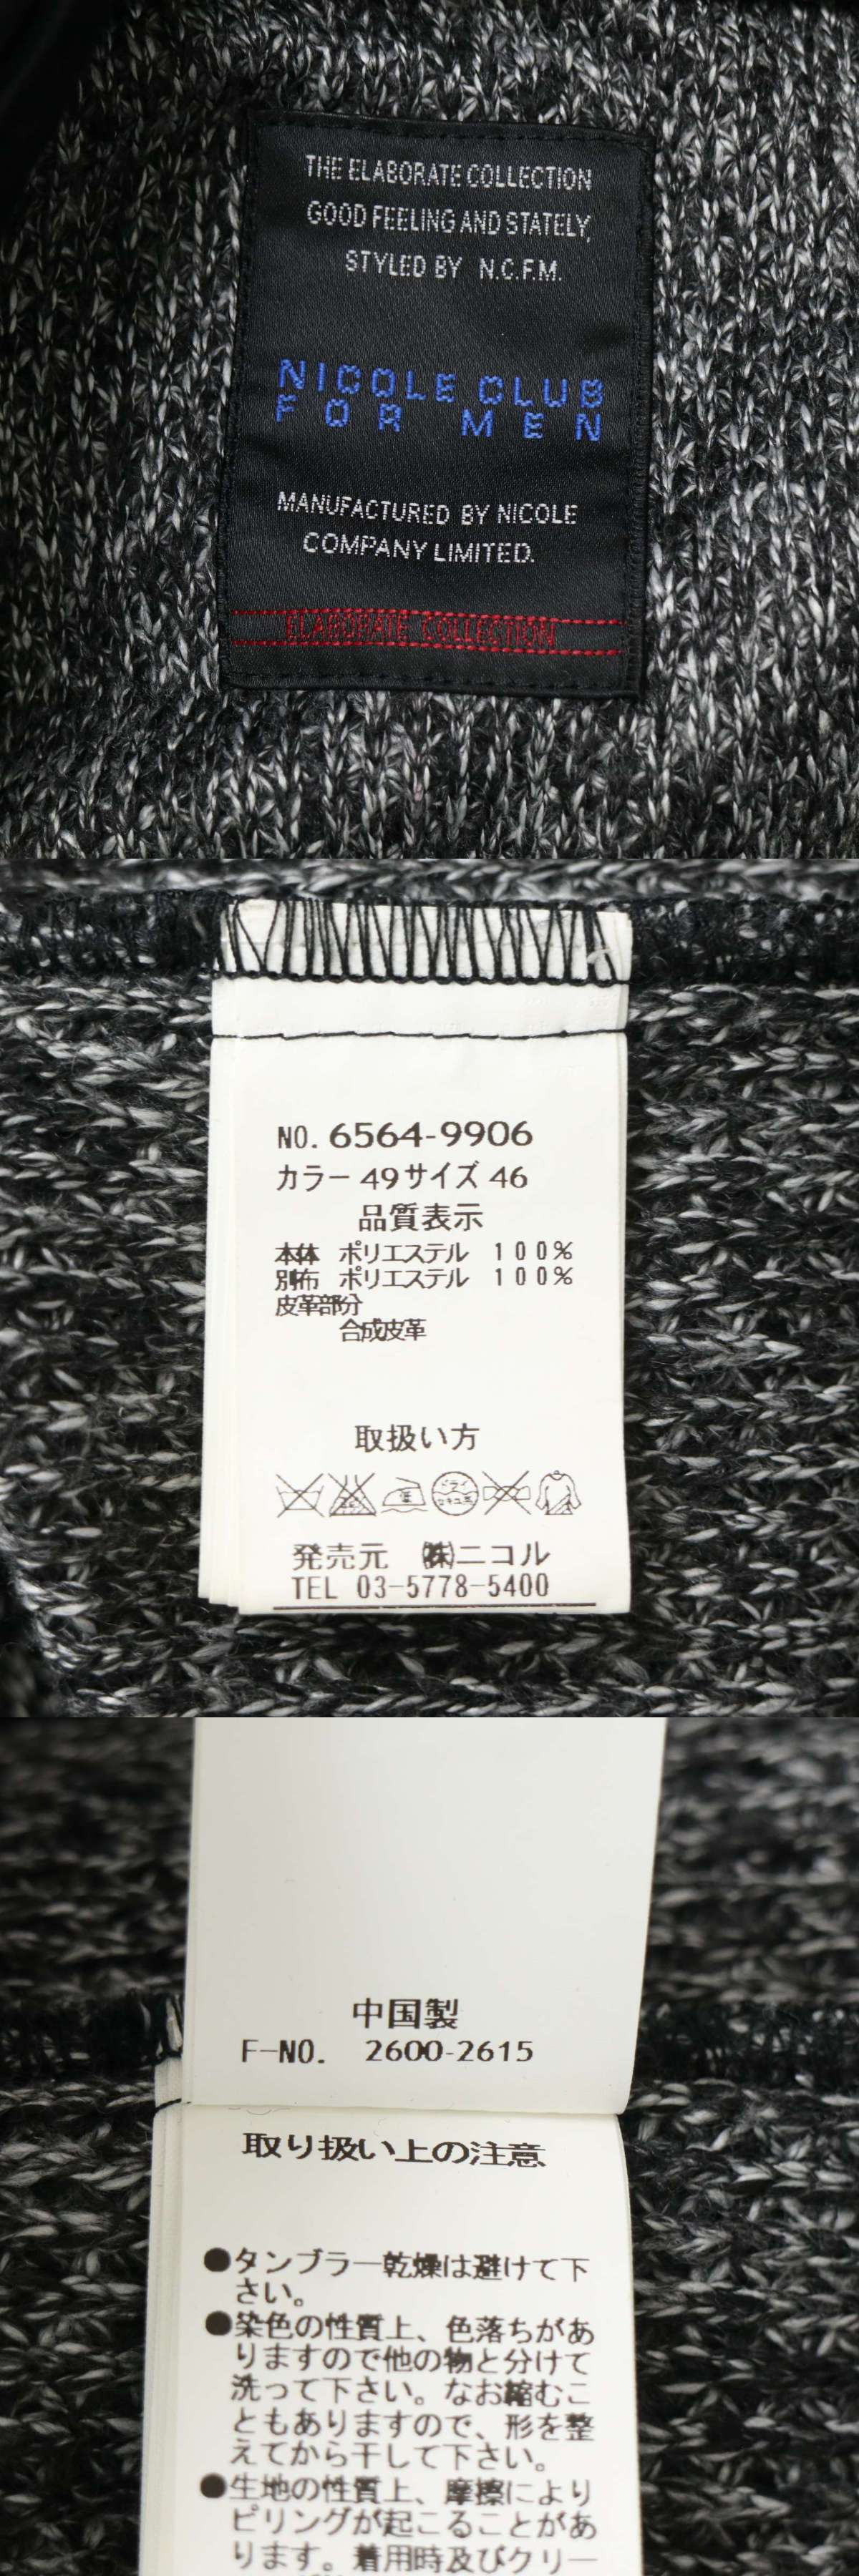 THE ELABORATE COLLECTION
GOOD FEELING AND STATELY,
STYLED BY N.C.F.M.
NICOLE CLUB
FOR MEN
MANUFACTURED BY NICOLE
COMPANY LIMITED.
ELABORATE COLLECTION
NO. 6564-9906
カラー 49 サイズ 46
品質表示
本体 ポリエステル 100%
別布 ポリエステル 100%
皮革部分
合成皮革
取扱い方
低
発売元 ㈱ニコル
TEL 03-5778-5400
中国製
F-NO. 2600-2615
取り扱い上の注意
●タンブラー乾燥は避けて下
さい。
●染色の性質上、色落ちがあ
りますので他の物と分けて
洗って下さい。なお縮むこ
ともありますので、形を整
えてから干して下さい。
●生地の性質上、摩擦により
ピリングが起こることがあ
ります。着用時及びクリー